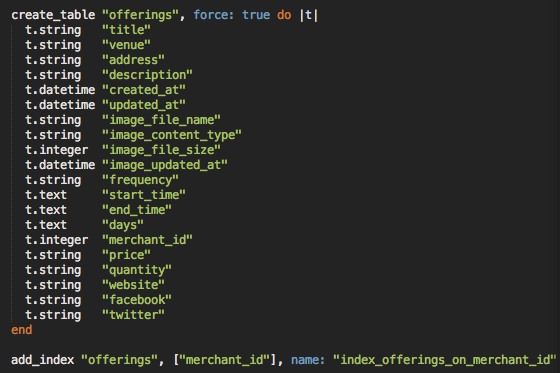 create_table "offerings", force: true do |t|
  t.string   "title"
  t.string   "venue"
  t.string   "address"
  t.string   "description"
  t.datetime "created_at"
  t.datetime "updated_at"
  t.string   "image_file_name"
  t.string   "image_content_type"
  t.integer  "image_file_size"
  t.datetime "image_updated_at"
  t.string   "frequency"
  t.text     "start_time"
  t.text     "end_time"
  t.text     "days"
  t.integer  "merchant_id"
  t.string   "price"
  t.string   "quantity"
  t.string   "website"
  t.string   "facebook"
  t.string   "twitter"
end
add_index "offerings", ["merchant_id"], name: "index_offerings_on_merchant_id"